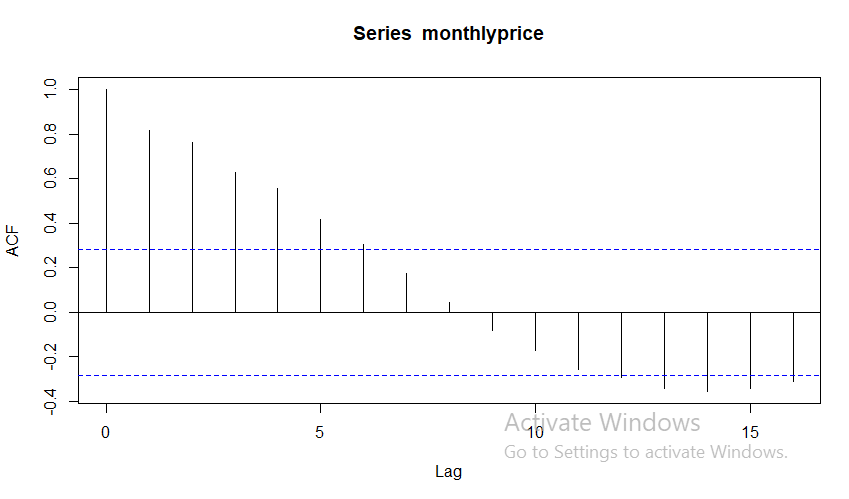 Series monthlyprice
ACF
1.0
0.8
0.6
0.4
0.2
0.0
-0.2
-0.4
0 5 10 15
Lag
Activate Windows
Go to Settings to activate Windows.